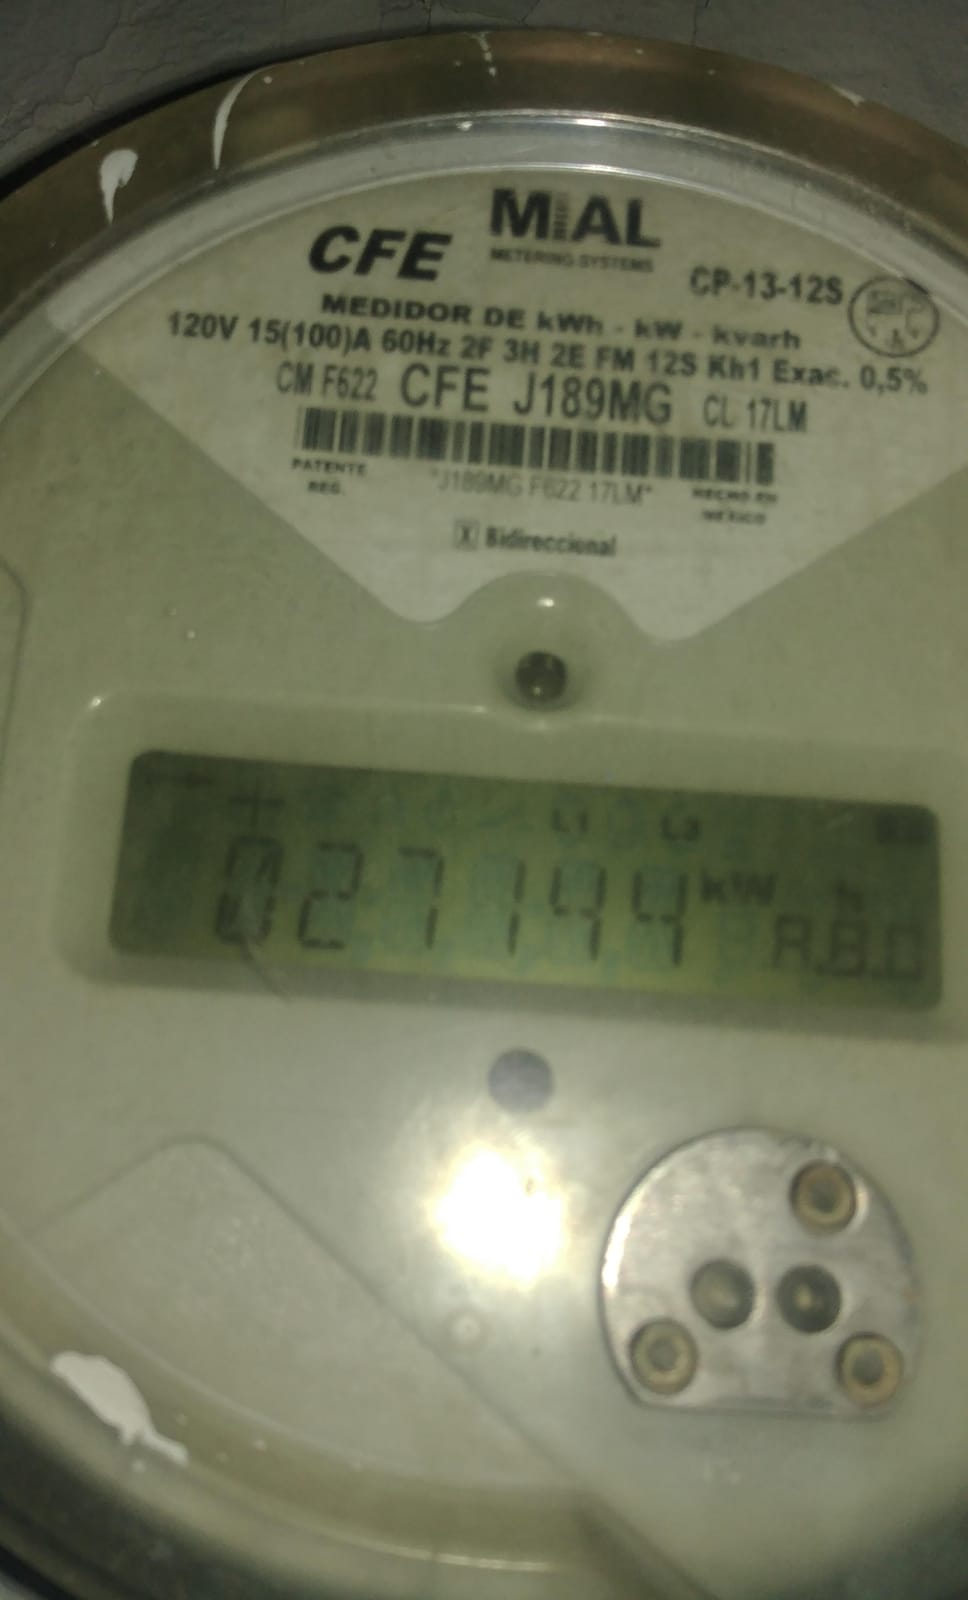 MIAL
METERING SYSTEMS
CFE
CP-13-12S
MEDIDOR DE kWh - kW - kvarh
120V 15(100)A 60Hz 2F 3H 2E FM 12S Kh1 Exac. 0,5%
CM F622 CFE J189MG CL 17LM
PATENTE REG.
*J189MG F622 17LM*
HECHO EN MEXICO
X Bidireccional
+ L1 L3
027144 kW h